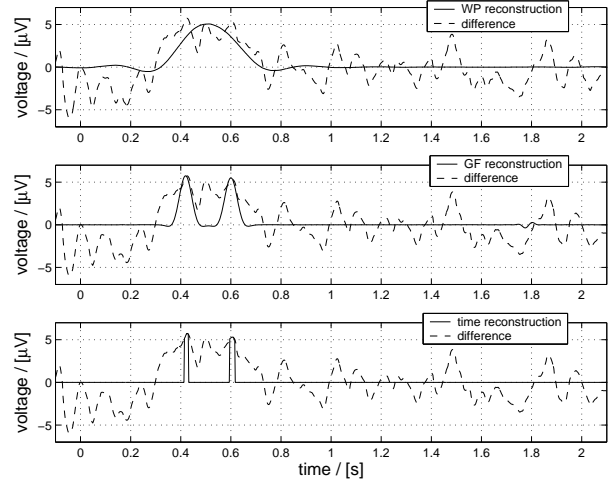 WP reconstruction
difference
voltage / [μV]
5
0
−5
0 0.2 0.4 0.6 0.8 1 1.2 1.4 1.6 1.8 2
GF reconstruction
difference
voltage / [μV]
5
0
−5
0 0.2 0.4 0.6 0.8 1 1.2 1.4 1.6 1.8 2
time reconstruction
difference
voltage / [μV]
5
0
−5
0 0.2 0.4 0.6 0.8 1 1.2 1.4 1.6 1.8 2
time / [s]